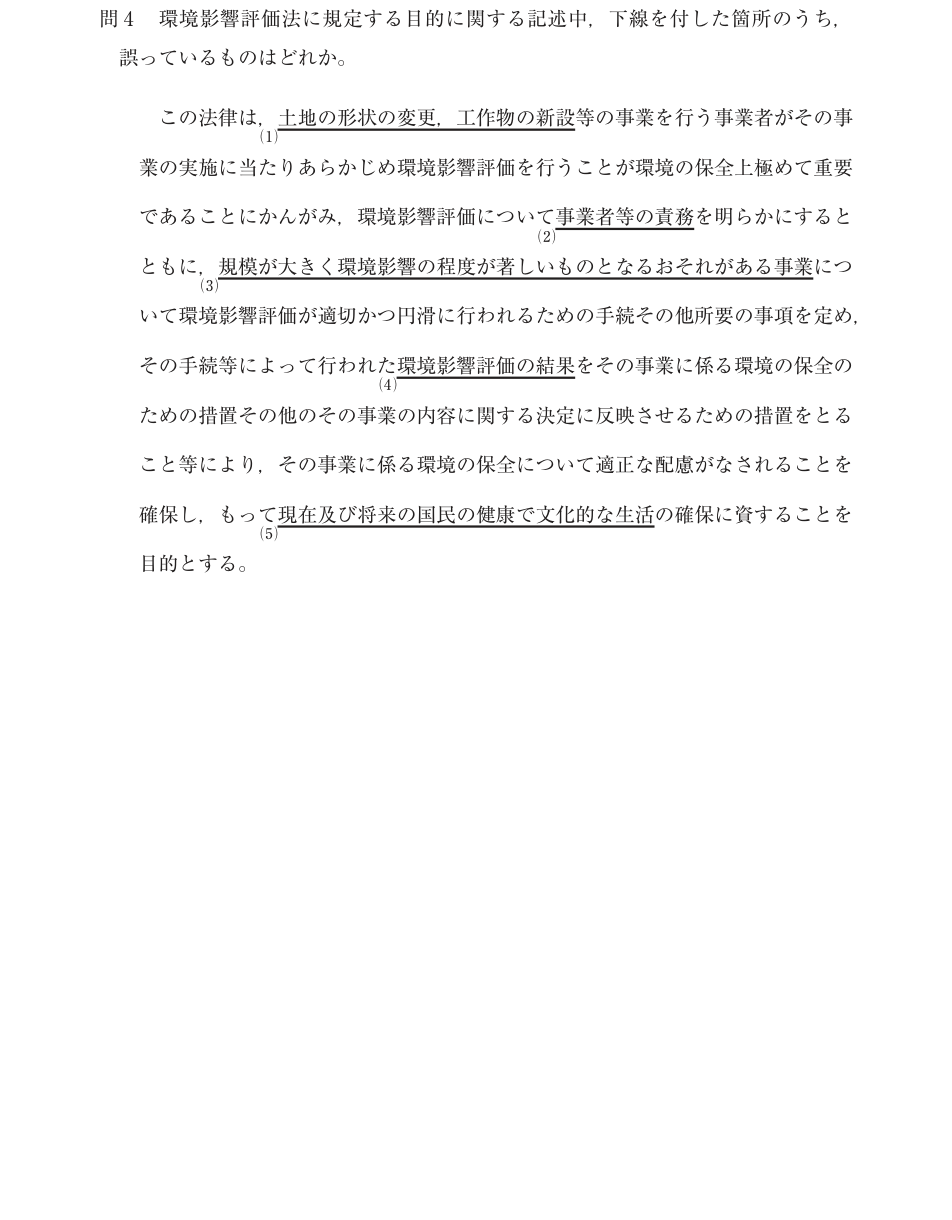 問4　環境影響評価法に規定する目的に関する記述中，下線を付した箇所のうち，
誤っているものはどれか。
この法律は，土地の形状の変更，工作物の新設等の事業を行う事業者がその事
(1)
業の実施に当たりあらかじめ環境影響評価を行うことが環境の保全上極めて重要
であることにかんがみ，環境影響評価について事業者等の責務を明らかにすると
(2)
ともに，規模が大きく環境影響の程度が著しいものとなるおそれがある事業につ
(3)
いて環境影響評価が適切かつ円滑に行われるための手続その他所要の事項を定め，
その手続等によって行われた環境影響評価の結果をその事業に係る環境の保全の
(4)
ための措置その他のその事業の内容に関する決定に反映させるための措置をとる
こと等により，その事業に係る環境の保全について適正な配慮がなされることを
確保し，もって現在及び将来の国民の健康で文化的な生活の確保に資することを
(5)
目的とする。